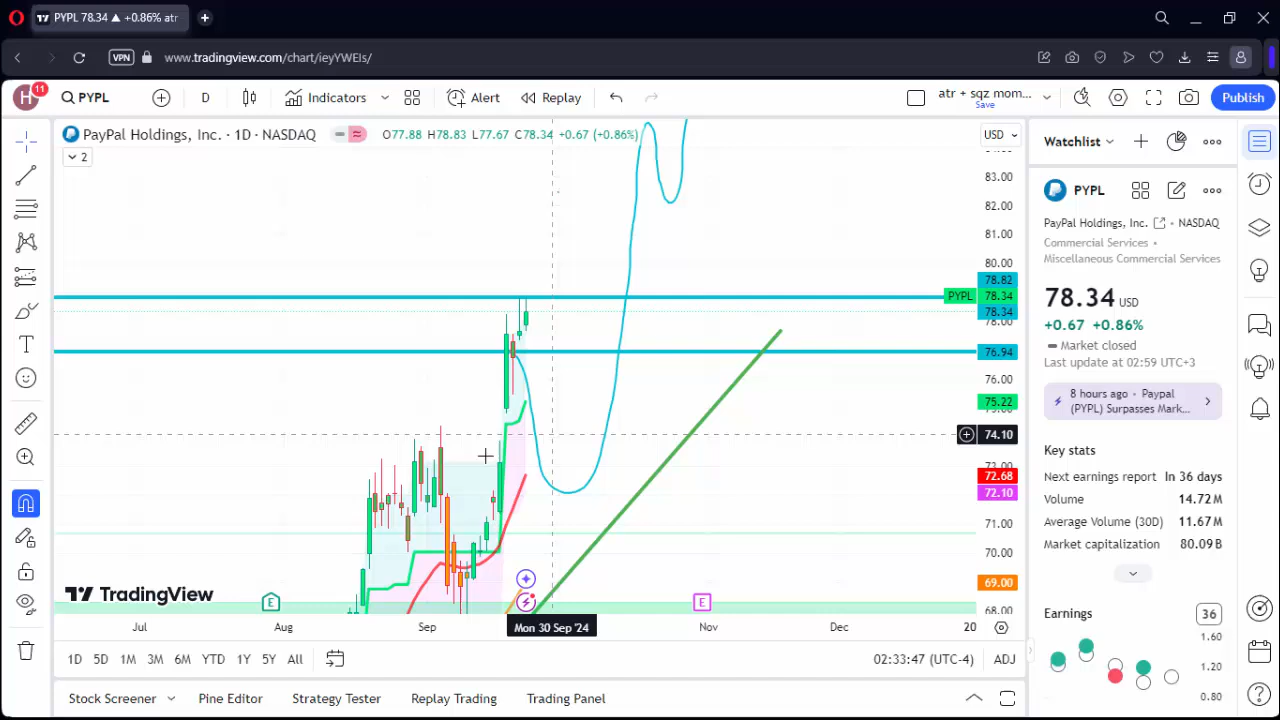 PYPL 78.34 ▲ +0.86% atr
VPN
www.tradingview.com/chart/ieyYWEIs/
H 11
PYPL
D
Indicators
Alert
Replay
atr + sqz mom...
Save
Publish
PayPal Holdings, Inc. · 1D · NASDAQ
O77.88 H78.83 L77.67 C78.34 +0.67 (+0.86%)
USD
2
83.00
82.00
81.00
80.00
78.82
PYPL 78.34
78.34
78.00
76.94
76.00
75.22
74.10
73.00
72.68
72.10
71.00
70.00
69.00
68.00
TradingView
E
E
Jul
Aug
Sep
Mon 30 Sep '24
Nov
Dec
20
1D
5D
1M
3M
6M
YTD
1Y
5Y
All
02:33:47 (UTC-4)
ADJ
Stock Screener
Pine Editor
Strategy Tester
Replay Trading
Trading Panel
Watchlist
PYPL
PayPal Holdings, Inc. · NASDAQ
Commercial Services •
Miscellaneous Commercial Services
78.34 USD
+0.67 +0.86%
Market closed
Last update at 02:59 UTC+3
8 hours ago · Paypal
(PYPL) Surpasses Mark...
Key stats
Next earnings report In 36 days
Volume 14.72 M
Average Volume (30D) 11.67 M
Market capitalization 80.09 B
Earnings 36
1.60
1.20
0.80